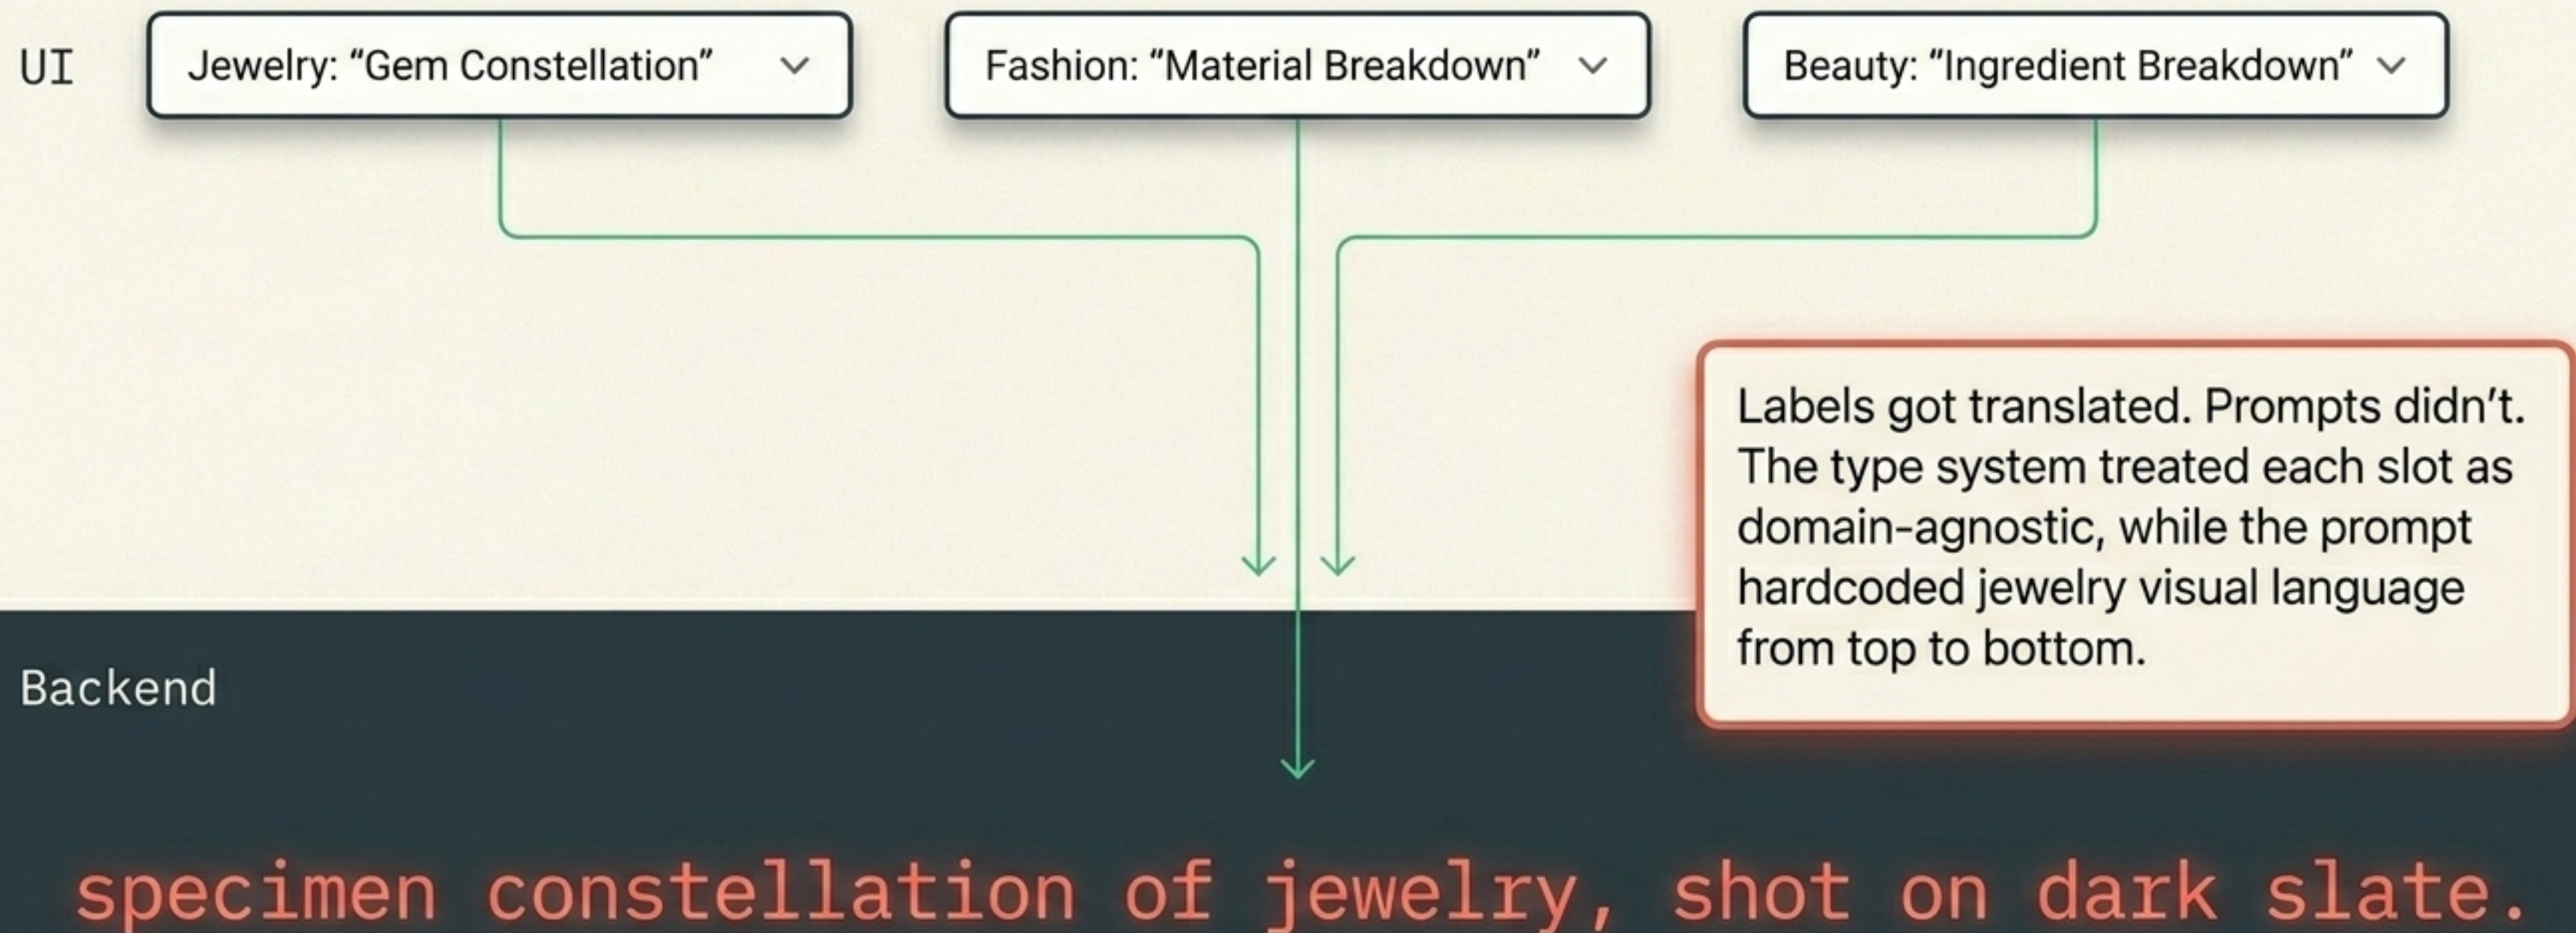 UI
Jewelry: “Gem Constellation”
Fashion: “Material Breakdown”
Beauty: “Ingredient Breakdown”
Labels got translated. Prompts didn’t.
The type system treated each slot as
domain-agnostic, while the prompt
hardcoded jewelry visual language
from top to bottom.
Backend
specimen constellation of jewelry, shot on dark slate.